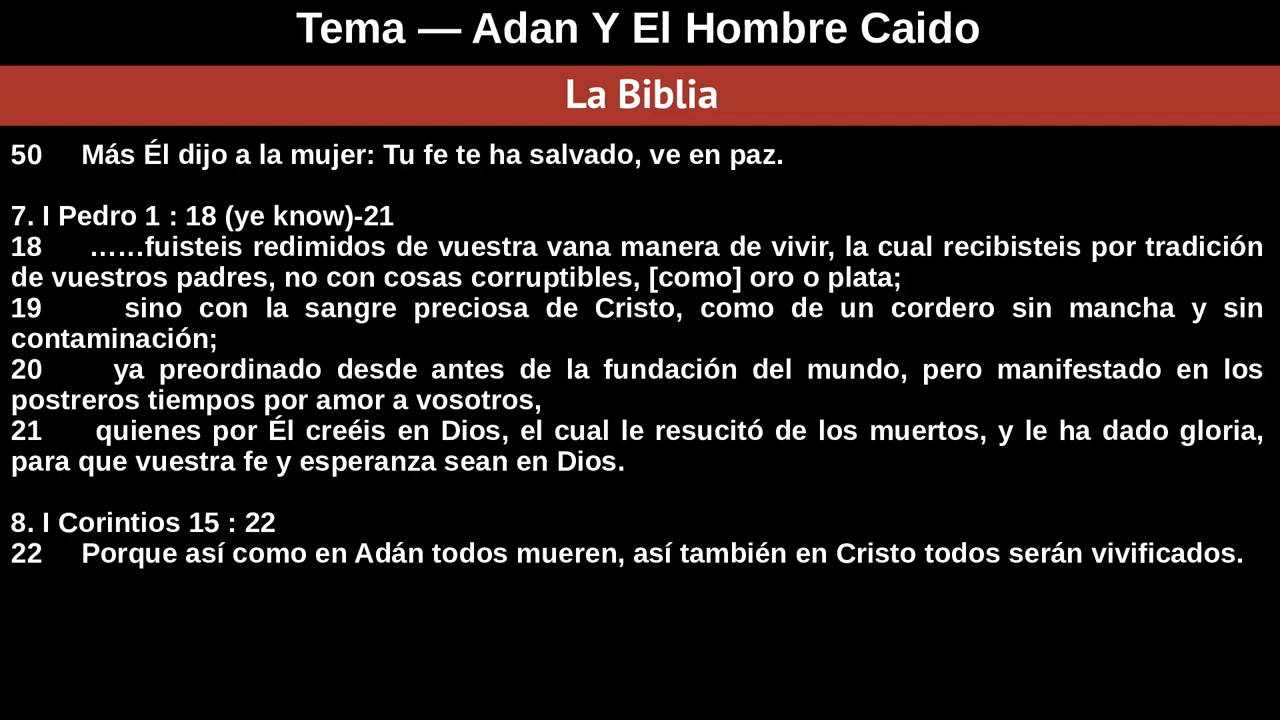 Tema — Adan Y El Hombre Caido
La Biblia
50 Más Él dijo a la mujer: Tu fe te ha salvado, ve en paz.
7. I Pedro 1 : 18 (ye know)-21
18 ……fuisteis redimidos de vuestra vana manera de vivir, la cual recibisteis por tradición
de vuestros padres, no con cosas corruptibles, [como] oro o plata;
19 sino con la sangre preciosa de Cristo, como de un cordero sin mancha y sin
contaminación;
20 ya preordinado desde antes de la fundación del mundo, pero manifestado en los
postreros tiempos por amor a vosotros,
21 quienes por Él creéis en Dios, el cual le resucitó de los muertos, y le ha dado gloria,
para que vuestra fe y esperanza sean en Dios.
8. I Corintios 15 : 22
22 Porque así como en Adán todos mueren, así también en Cristo todos serán vivificados.